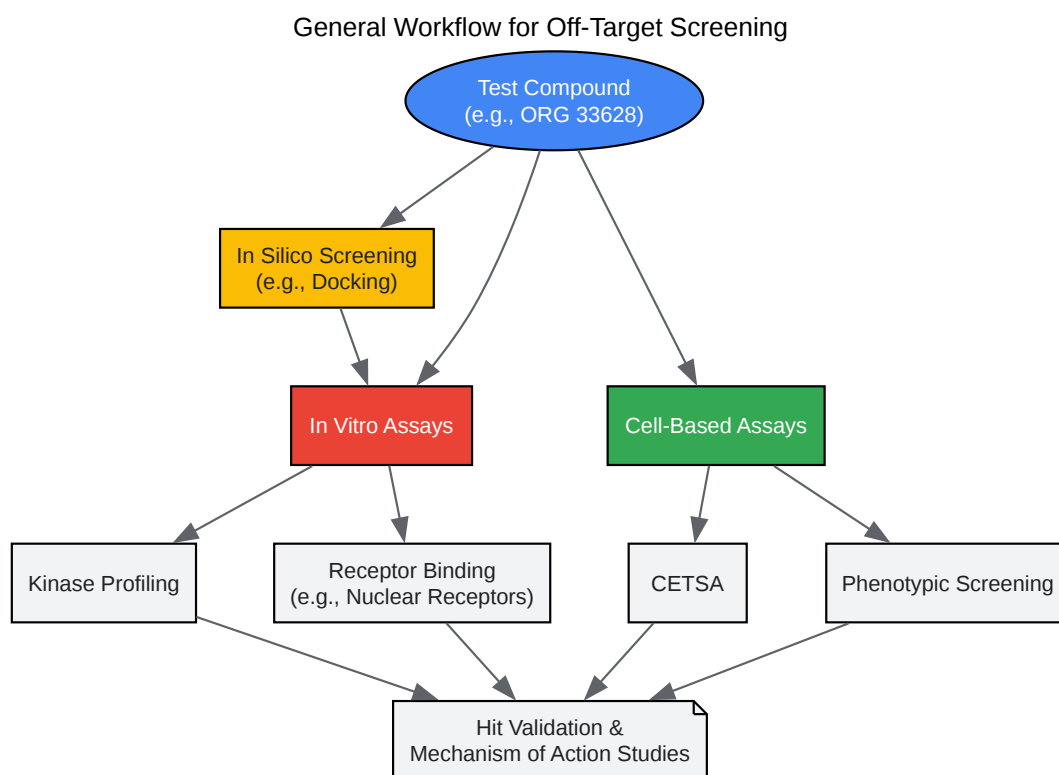 General Workflow for Off-Target Screening
Test Compound
(e.g., ORG 33628)
In Silico Screening
(e.g., Docking)
In Vitro Assays
Cell-Based Assays
Kinase Profiling
Receptor Binding
(e.g., Nuclear Receptors)
CETSA
Phenotypic Screening
Hit Validation &
Mechanism of Action Studies